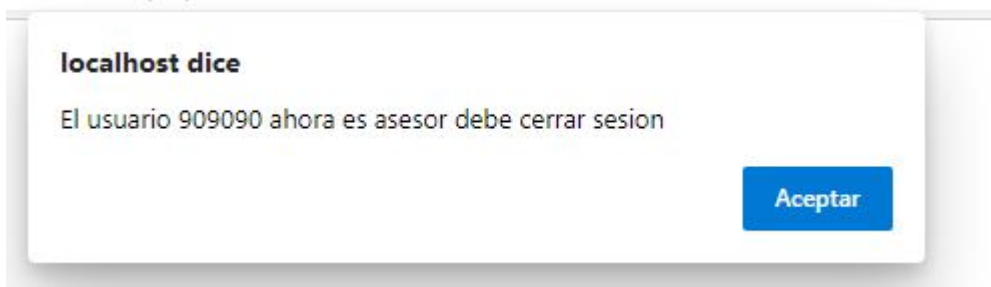 localhost dice
El usuario 909090 ahora es asesor debe cerrar sesion
Aceptar